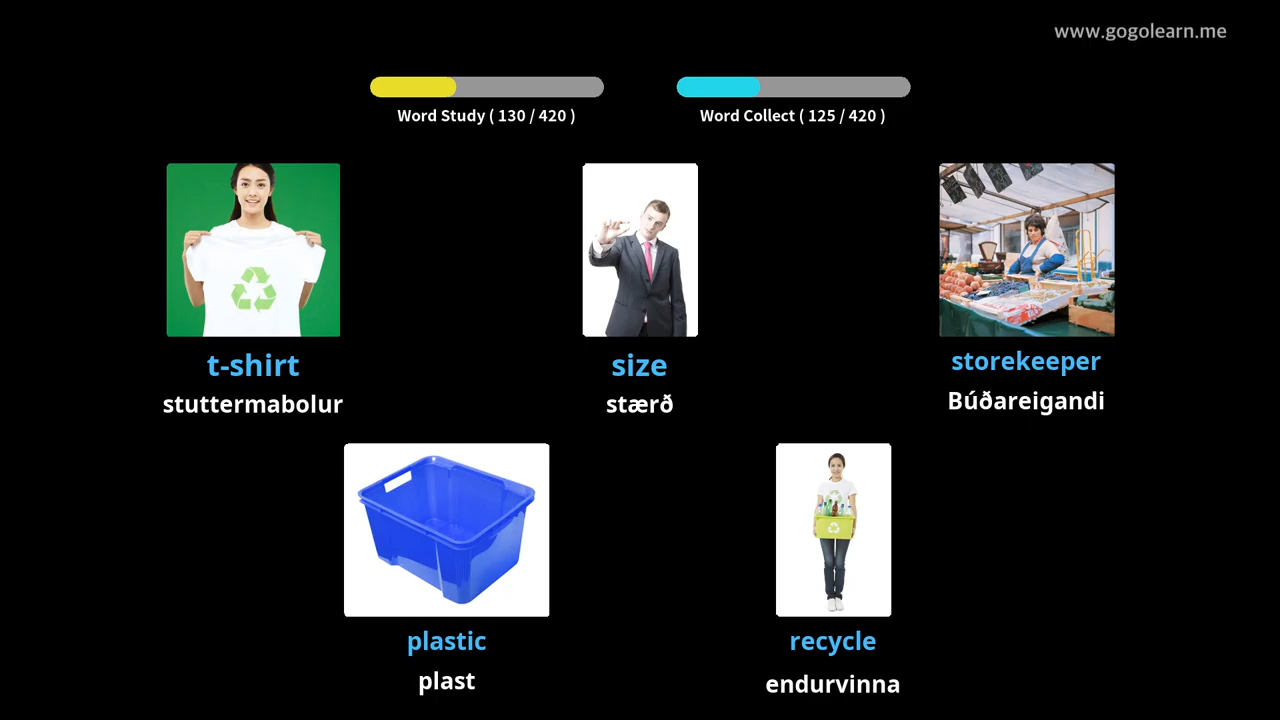 www.gogolearn.me
Word Study ( 130 / 420 )
Word Collect ( 125 / 420 )
t-shirt
stuttermabolur
size
stærð
storekeeper
Búðareigandi
plastic
plast
recycle
endurvinna